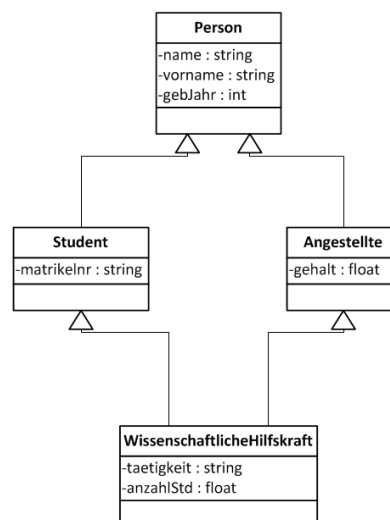 Person
-name : string
-vorname : string
-gebJahr : int
Student
-matrikelnr : string
Angestellte
-gehalt : float
WissenschaftlicheHilfskraft
-taetigkeit : string
-anzahlStd : float